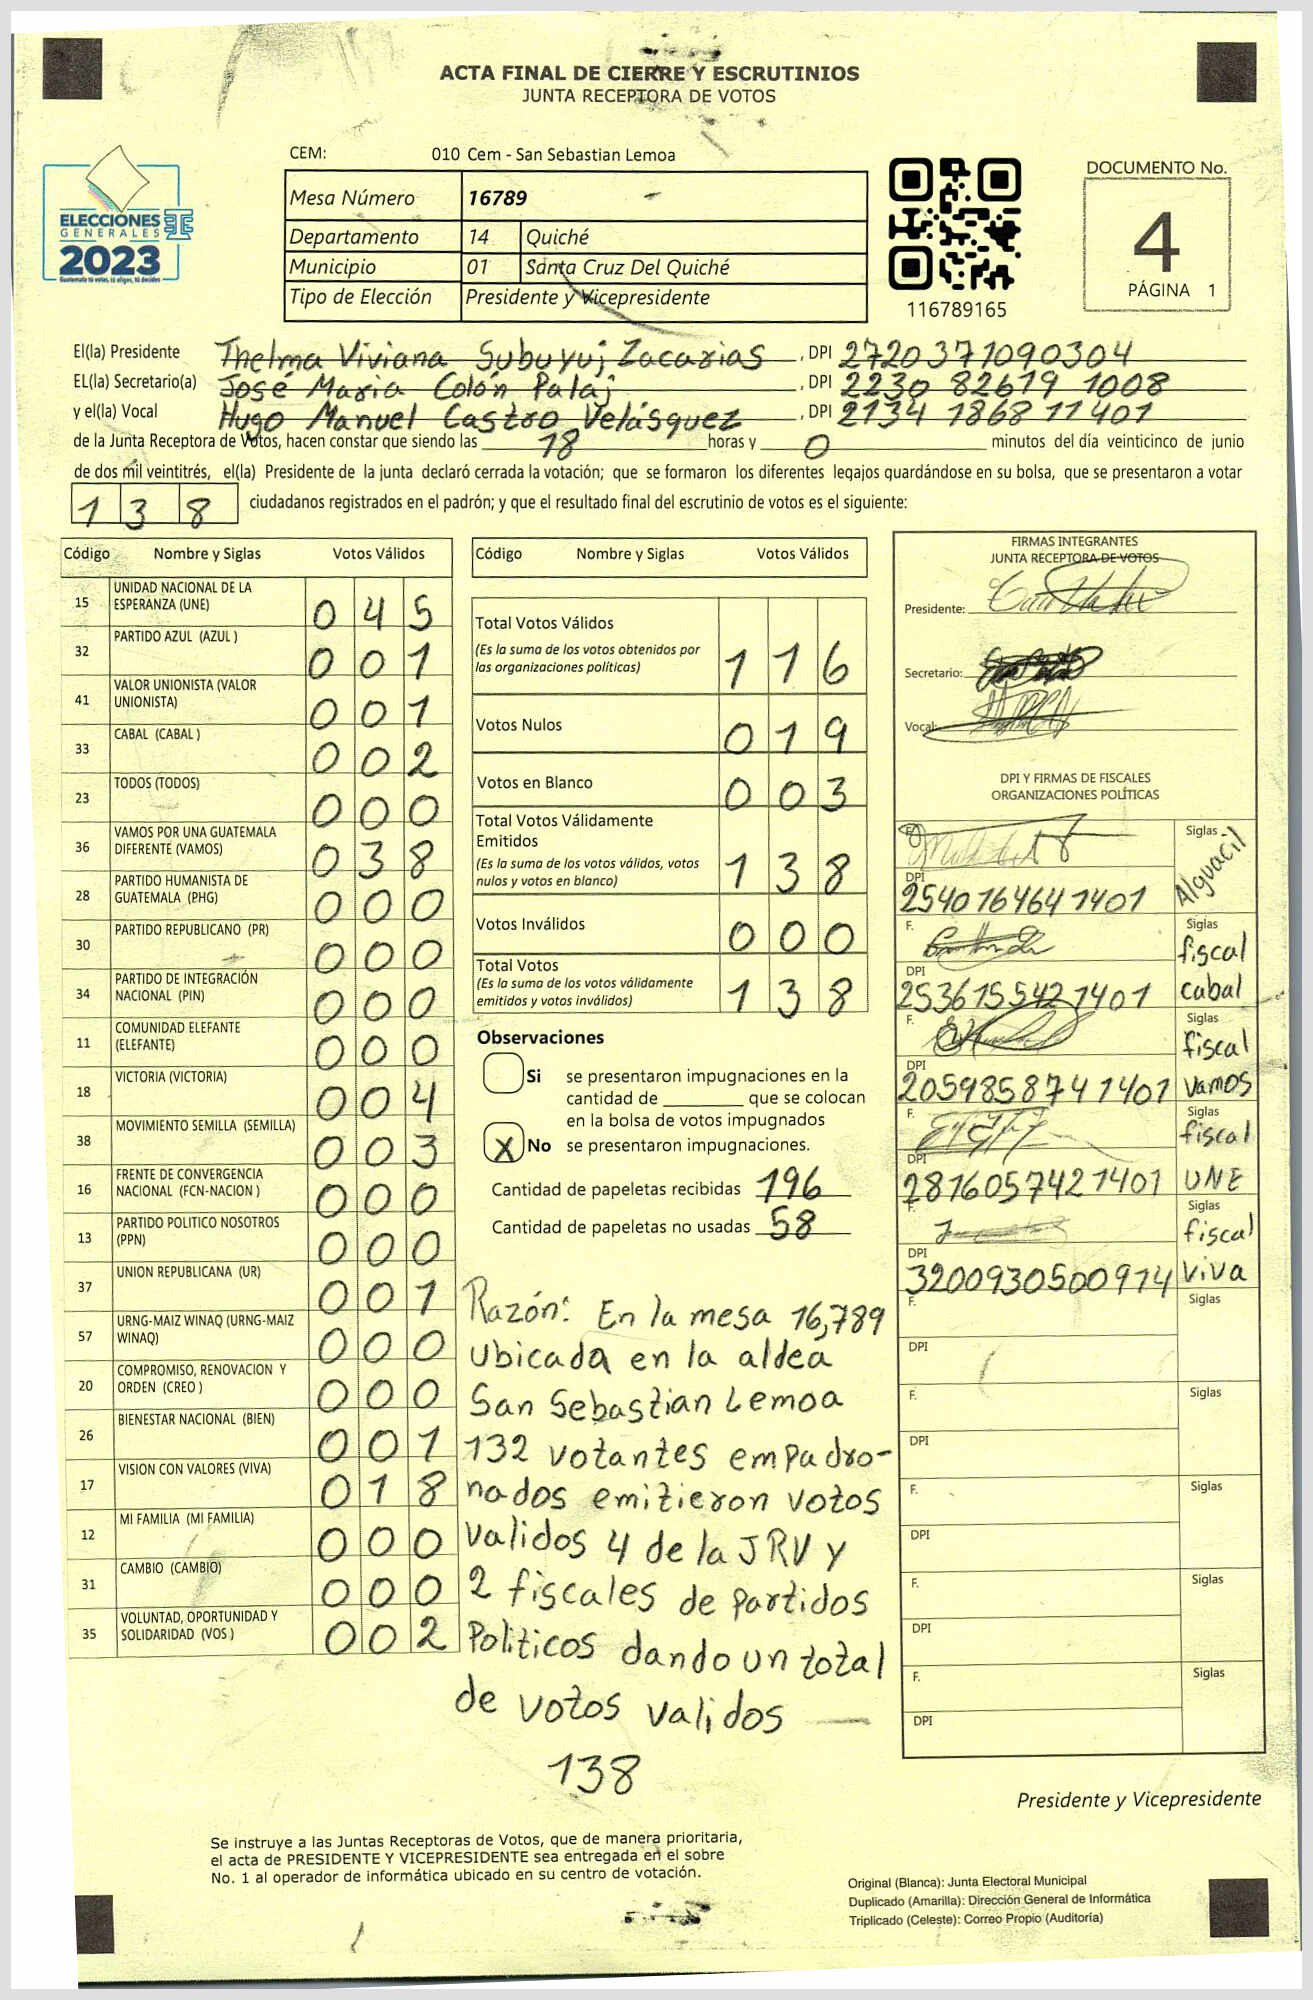 ACTA FINAL DE CIERRE Y ESCRUTINIOS
JUNTA RECEPTORA DE VOTOS
CEM: 010 Cem - San Sebastian Lemoa
ELECCIONES
GENERALES
2023
Guatemala tú votas, tú eliges, tú decides
Mesa Número 16789
Departamento 14 Quiché
Municipio 01 Santa Cruz Del Quiché
Tipo de Elección Presidente y Vicepresidente
116789165
DOCUMENTO No.
4
PÁGINA 1
El(la) Presidente Thelma Viviana Subuyuj Zacarias , DPI 2720371090304
EL(la) Secretario(a) José Maria Colón Palaj , DPI 2230 82619 1008
y el(la) Vocal Hugo Manuel Castro Velásquez , DPI 2134 1868 11401
de la Junta Receptora de Votos, hacen constar que siendo las 18 horas y 0 minutos del día veinticinco de junio
de dos mil veintitrés, el(la) Presidente de la junta declaró cerrada la votación; que se formaron los diferentes legajos guardándose en su bolsa, que se presentaron a votar
1 3 8 ciudadanos registrados en el padrón; y que el resultado final del escrutinio de votos es el siguiente:
Código Nombre y Siglas Votos Válidos
15 UNIDAD NACIONAL DE LA
ESPERANZA (UNE) 0 4 5
32 PARTIDO AZUL (AZUL ) 0 0 1
41 VALOR UNIONISTA (VALOR
UNIONISTA) 0 0 1
33 CABAL (CABAL ) 0 0 2
23 TODOS (TODOS) 0 0 0
36 VAMOS POR UNA GUATEMALA
DIFERENTE (VAMOS) 0 3 8
28 PARTIDO HUMANISTA DE
GUATEMALA (PHG) 0 0 0
30 PARTIDO REPUBLICANO (PR) 0 0 0
34 PARTIDO DE INTEGRACIÓN
NACIONAL (PIN) 0 0 0
11 COMUNIDAD ELEFANTE
(ELEFANTE) 0 0 0
18 VICTORIA (VICTORIA) 0 0 4
38 MOVIMIENTO SEMILLA (SEMILLA) 0 0 3
16 FRENTE DE CONVERGENCIA
NACIONAL (FCN-NACION ) 0 0 0
13 PARTIDO POLITICO NOSOTROS
(PPN) 0 0 0
37 UNION REPUBLICANA (UR) 0 0 1
57 URNG-MAIZ WINAQ (URNG-MAIZ
WINAQ) 0 0 0
20 COMPROMISO, RENOVACION Y
ORDEN (CREO ) 0 0 0
26 BIENESTAR NACIONAL (BIEN) 0 0 1
17 VISION CON VALORES (VIVA) 0 1 8
12 MI FAMILIA (MI FAMILIA) 0 0 0
31 CAMBIO (CAMBIO) 0 0 0
35 VOLUNTAD, OPORTUNIDAD Y
SOLIDARIDAD (VOS ) 0 0 2
Código Nombre y Siglas Votos Válidos
Total Votos Válidos
(Es la suma de los votos obtenidos por
las organizaciones políticas) 1 1 6
Votos Nulos 0 1 9
Votos en Blanco 0 0 3
Total Votos Válidamente
Emitidos
(Es la suma de los votos válidos, votos
nulos y votos en blanco) 1 3 8
Votos Inválidos 0 0 0
Total Votos
(Es la suma de los votos válidamente
emitidos y votos inválidos) 1 3 8
Observaciones
Si se presentaron impugnaciones en la
cantidad de ________ que se colocan
en la bolsa de votos impugnados
X No se presentaron impugnaciones.
Cantidad de papeletas recibidas 196
Cantidad de papeletas no usadas 58
Razón: En la mesa 16,789
ubicada en la aldea
San Sebastian Lemoa
132 votantes empadro-
nados emitieron votos
validos 4 de la JRV y
2 fiscales de Partidos
Politicos dando un total
de votos validos —
138
FIRMAS INTEGRANTES
JUNTA RECEPTORA DE VOTOS
Presidente:
Secretario:
Vocal:
DPI Y FIRMAS DE FISCALES
ORGANIZACIONES POLÍTICAS
F. Siglas
Alguacil
DPI
2540164641401
F. Siglas
fiscal
DPI
2536155421401 cabal
F. Siglas
fiscal
DPI
2059858741401 vamos
F. Siglas
fiscal
DPI
2816057421401 UNE
F. Siglas
fiscal
DPI
3200930500914 viva
F. Siglas
DPI
F. Siglas
DPI
F. Siglas
DPI
F. Siglas
DPI
F. Siglas
DPI
Presidente y Vicepresidente
Se instruye a las Juntas Receptoras de Votos, que de manera prioritaria,
el acta de PRESIDENTE Y VICEPRESIDENTE sea entregada en el sobre
No. 1 al operador de informática ubicado en su centro de votación.
Original (Blanca): Junta Electoral Municipal
Duplicado (Amarilla): Dirección General de Informática
Triplicado (Celeste): Correo Propio (Auditoría)